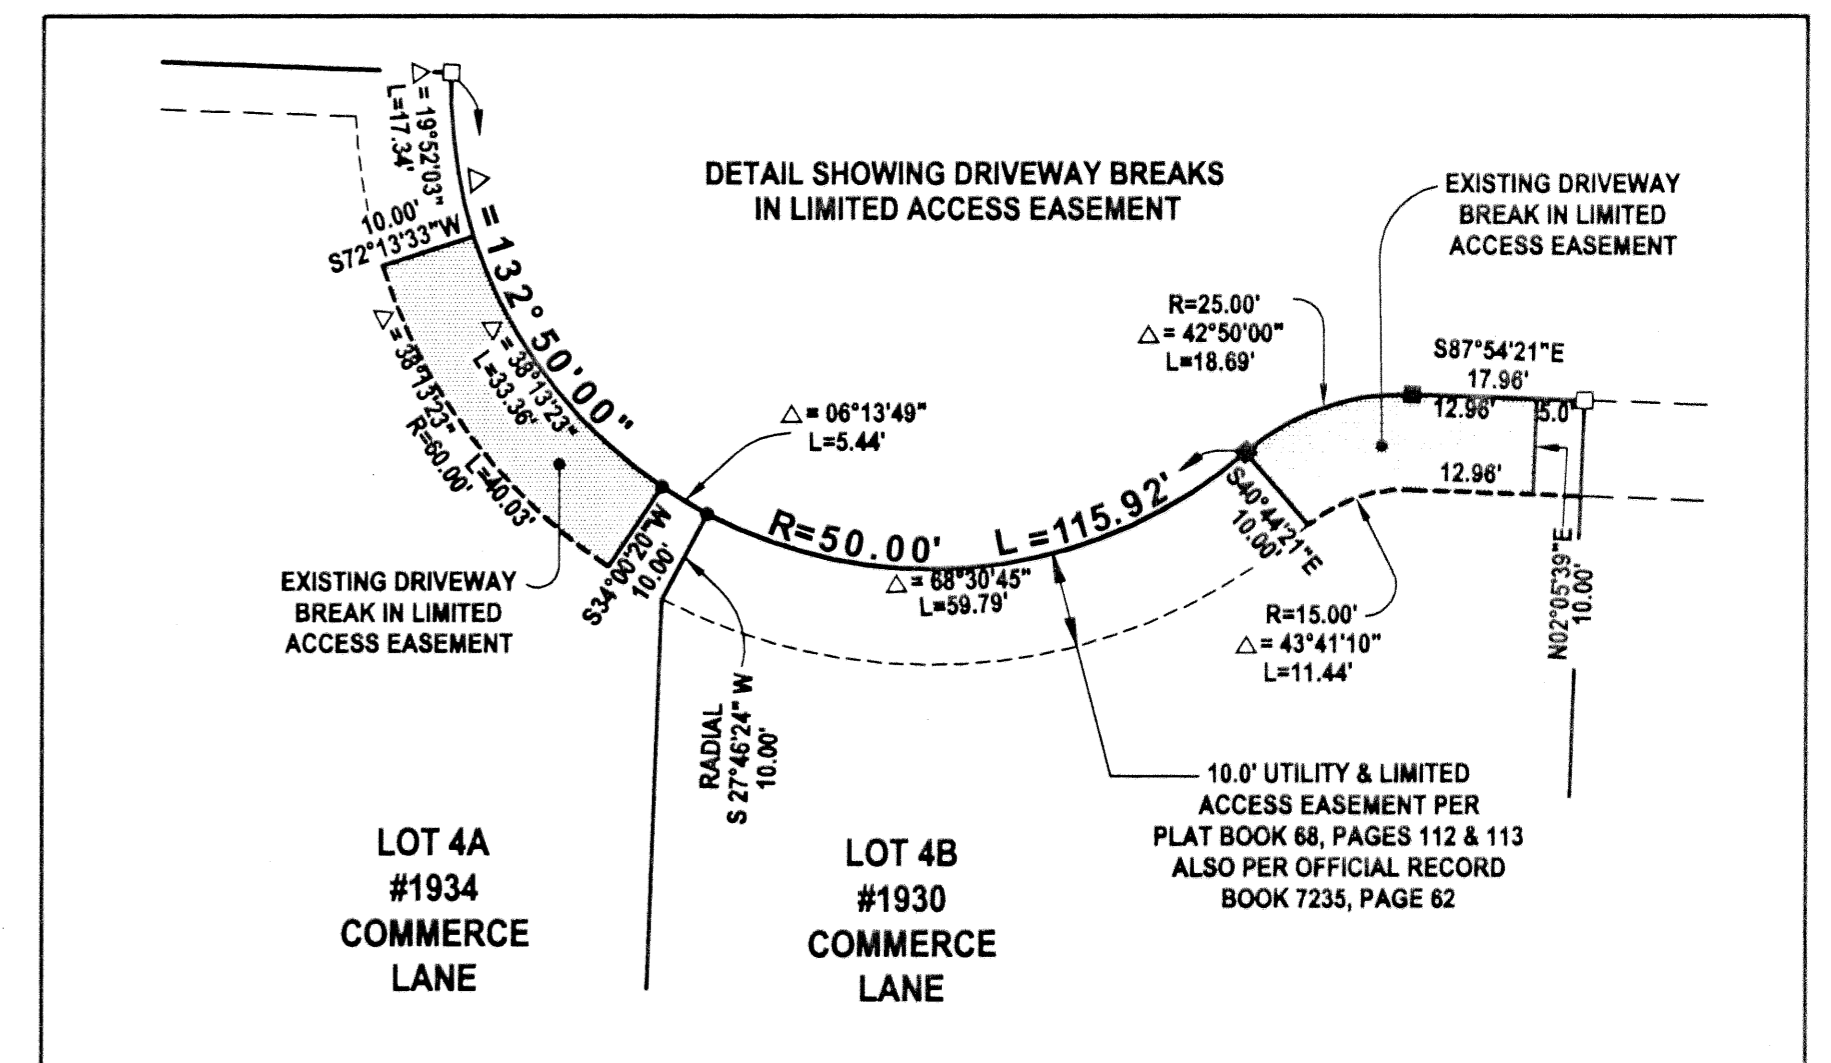 DETAIL SHOWING DRIVEWAY BREAKS
IN LIMITED ACCESS EASEMENT
△ = 19°52'03"
L=17.34'
10.00'
S72°13'33"W
△ = 132°50'00"
△ = 38°13'23"
L=33.36'
△ = 38°13'23" L=40.03'
R=60.00'
EXISTING DRIVEWAY
BREAK IN LIMITED
ACCESS EASEMENT
S34°00'20"W
10.00'
△ = 06°13'49"
L=5.44'
RADIAL
S 27°46'24" W
10.00'
R=50.00' L =115.92'
△ = 68°30'45"
L=59.79'
R=25.00'
△ = 42°50'00"
L=18.69'
EXISTING DRIVEWAY
BREAK IN LIMITED
ACCESS EASEMENT
S87°54'21"E
17.96'
12.96' 5.0'
12.96'
S40°44'21"E
10.00'
R=15.00'
△ = 43°41'10"
L=11.44'
N02°05'39"E
10.00'
10.0' UTILITY & LIMITED
ACCESS EASEMENT PER
PLAT BOOK 68, PAGES 112 & 113
ALSO PER OFFICIAL RECORD
BOOK 7235, PAGE 62
LOT 4A
#1934
COMMERCE
LANE
LOT 4B
#1930
COMMERCE
LANE